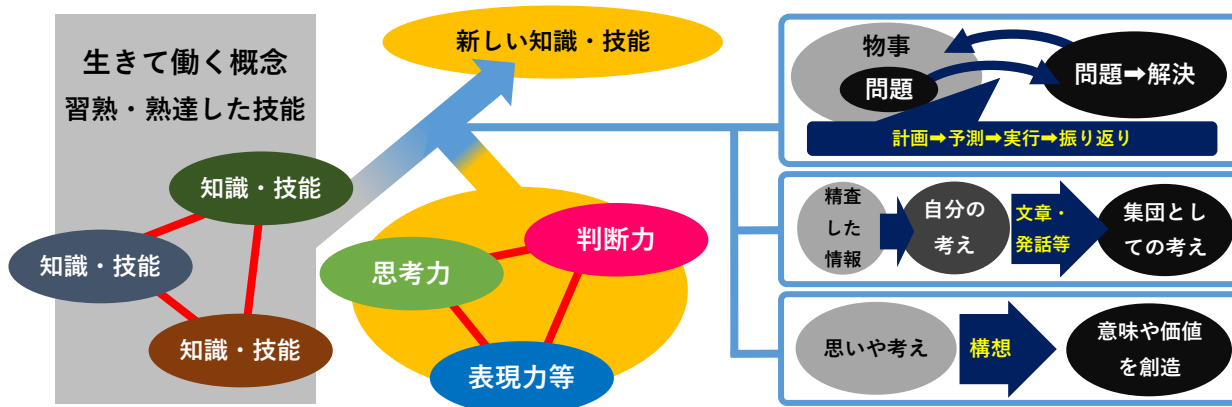 生きて働く概念
習熟・熟達した技能
知識・技能
知識・技能
知識・技能
新しい知識・技能
思考力
判断力
表現力等
物事
問題
問題➡解決
計画➡予測➡実行➡振り返り
精査
した
情報
自分の
考え
文章・
発話等
集団とし
ての考え
思いや考え
構想
意味や価値
を創造